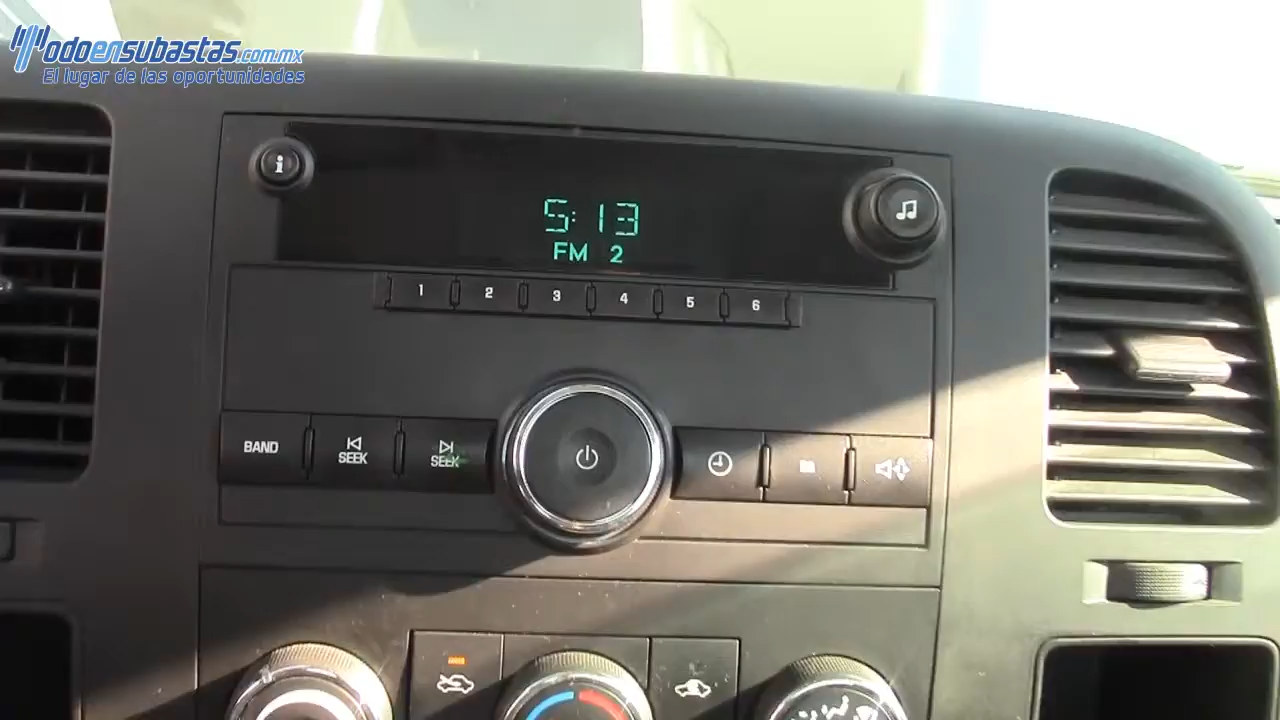 Todoensubastas.com.mx
El lugar de las oportunidades
i
5:13
FM 2
1 2 3 4 5 6
BAND
SEEK
SEEK